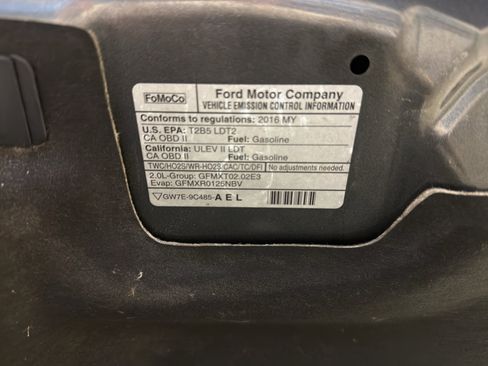 FoMoCo
Ford Motor Company
VEHICLE EMISSION CONTROL INFORMATION
Conforms to regulations: 2016 MY
U.S. EPA: T2B5 LDT2
CA OBD II Fuel: Gasoline
California: ULEV II LDT
CA OBD II Fuel: Gasoline
TWC/HO2S/WR-HO2S/CAC/TC/DFI No adjustments needed.
2.0L-Group: GFMXT02.02E3
Evap: GFMXR0125NBV
GW7E-9C485-A E L